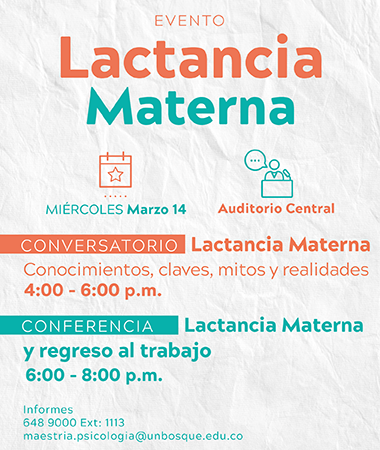 EVENTO
Lactancia
Materna
MIÉRCOLES Marzo 14
Auditorio Central
CONVERSATORIO Lactancia Materna
Conocimientos, claves, mitos y realidades
4:00 - 6:00 p.m.
CONFERENCIA Lactancia Materna
y regreso al trabajo
6:00 - 8:00 p.m.
Informes
648 9000 Ext: 1113
maestria.psicologia@unbosque.edu.co